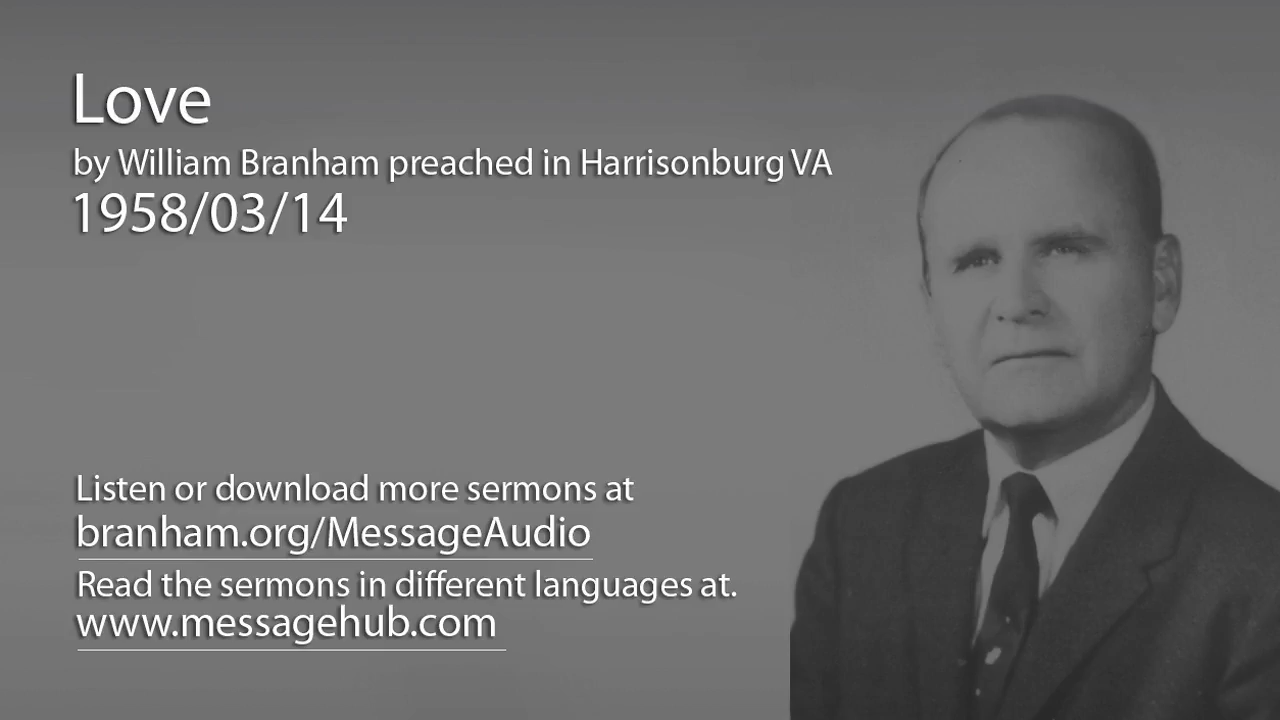 Love
by William Branham preached in Harrisonburg VA
1958/03/14
Listen or download more sermons at
branham.org/MessageAudio
Read the sermons in different languages at.
www.messagehub.com